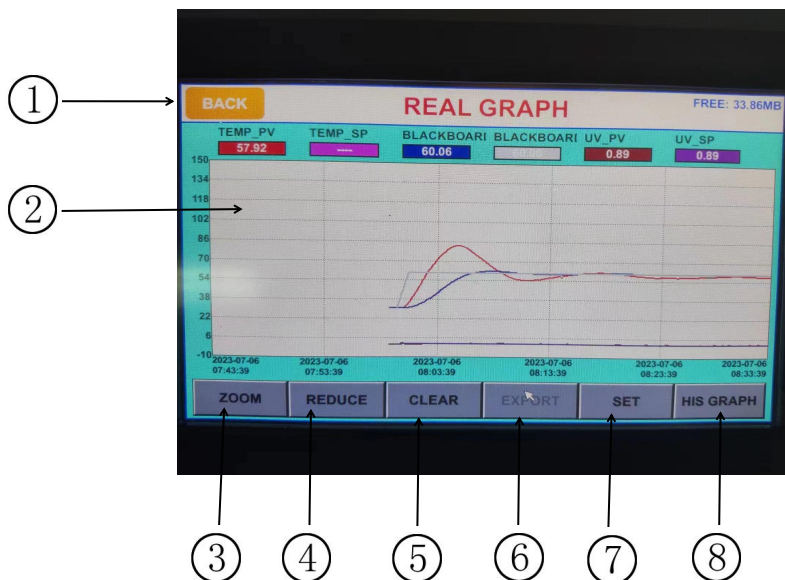 ①
BACK
REAL GRAPH
FREE: 33.86MB
TEMP_PV TEMP_SP BLACKBOARI BLACKBOARI UV_PV UV_SP
57.92 ---- 60.06 0.89 0.89
②
150
134
118
102
86
70
54
38
22
6
-10
2023-07-06 2023-07-06 2023-07-06 2023-07-06 2023-07-06 2023-07-06
07:43:39 07:53:39 08:03:39 08:13:39 08:23:39 08:33:39
ZOOM REDUCE CLEAR EXPORT SET HIS GRAPH
③ ④ ⑤ ⑥ ⑦ ⑧